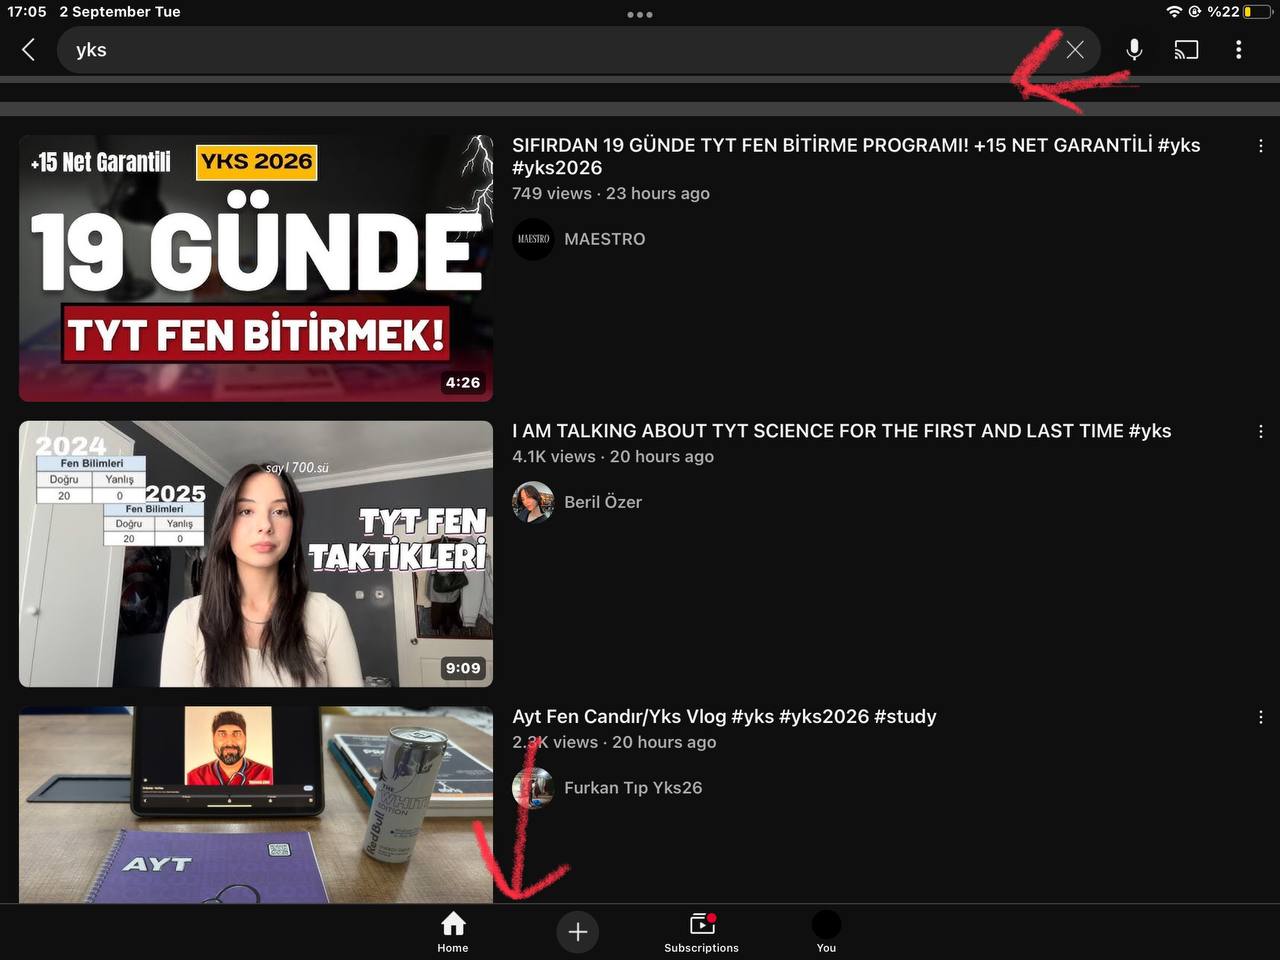 17:05 2 September Tue
%22
yks
+15 Net Garantili
YKS 2026
19 GÜNDE
TYT FEN BİTİRMEK!
4:26
SIFIRDAN 19 GÜNDE TYT FEN BİTİRME PROGRAMI! +15 NET GARANTİLİ #yks
#yks2026
749 views · 23 hours ago
MAESTRO
MAESTRO
2024
Fen Bilimleri
Doğru Yanlış
20 0
2025
Fen Bilimleri
Doğru Yanlış
20 0
say1 700.sü
TYT FEN
TAKTİKLERİ
9:09
I AM TALKING ABOUT TYT SCIENCE FOR THE FIRST AND LAST TIME #yks
4.1K views · 20 hours ago
Beril Özer
THE
WHITE
EDITION
RedBull
AYT
Ayt Fen Candır/Yks Vlog #yks #yks2026 #study
2.3K views · 20 hours ago
Furkan Tıp Yks26
Home
Subscriptions
You